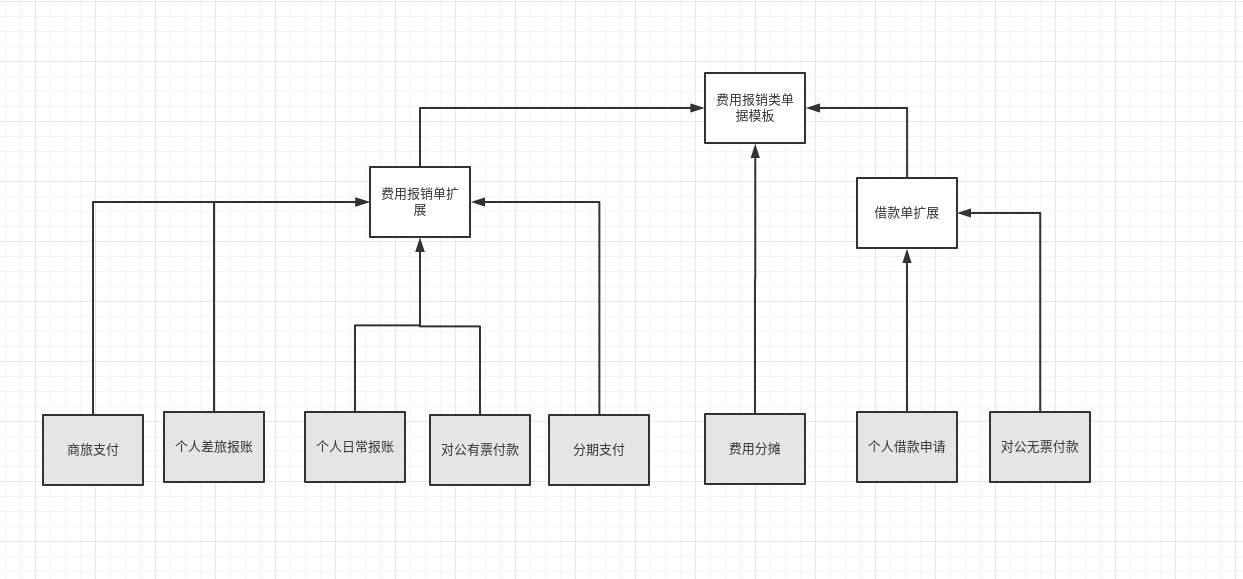 费用报销类单
据模板
费用报销单扩
展
借款单扩展
商旅支付
个人差旅报账
个人日常报账
对公有票付款
分期支付
费用分摊
个人借款申请
对公无票付款